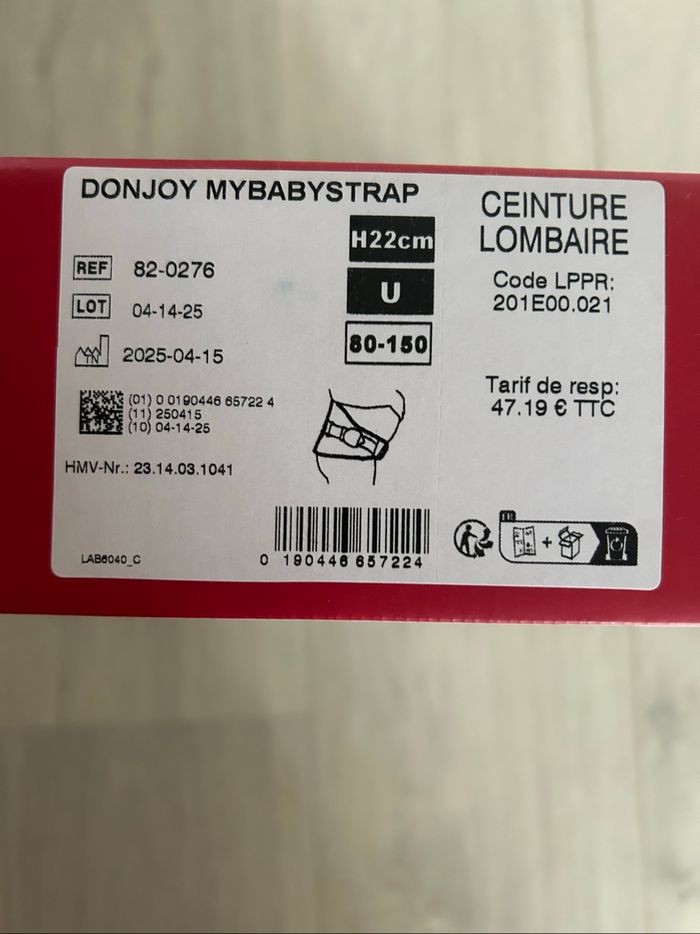 DONJOY MYBABYSTRAP
H22cm
REF 82-0276
U
LOT 04-14-25
80-150
2025-04-15
(01) 0 0190446 65722 4
(11) 250415
(10) 04-14-25
HMV-Nr.: 23.14.03.1041
LAB6040_C
0 190446 657224
CEINTURE
LOMBAIRE
Code LPPR:
201E00.021
Tarif de resp:
47.19 € TTC
FR
+